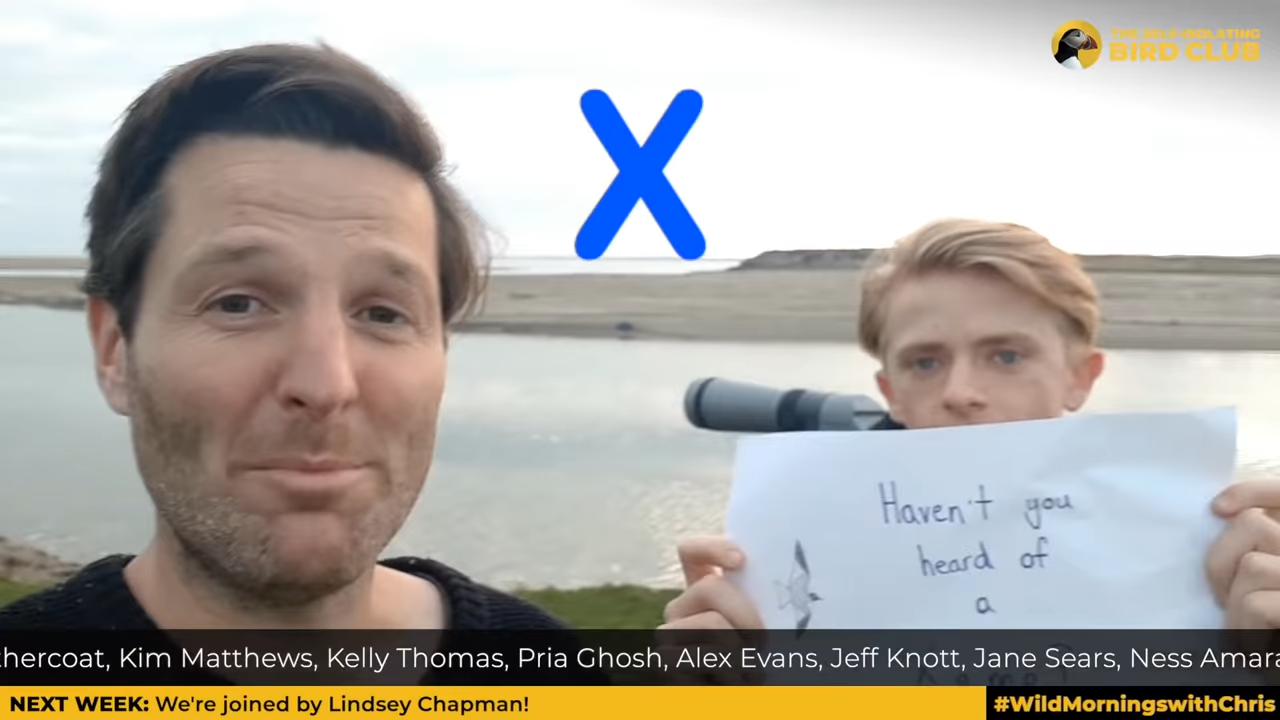 THE SELF-ISOLATING
BIRD CLUB
X
Haven't you
heard of
a
thercoat, Kim Matthews, Kelly Thomas, Pria Ghosh, Alex Evans, Jeff Knott, Jane Sears, Ness Amara
NEXT WEEK: We're joined by Lindsey Chapman!
#WildMorningswithChris